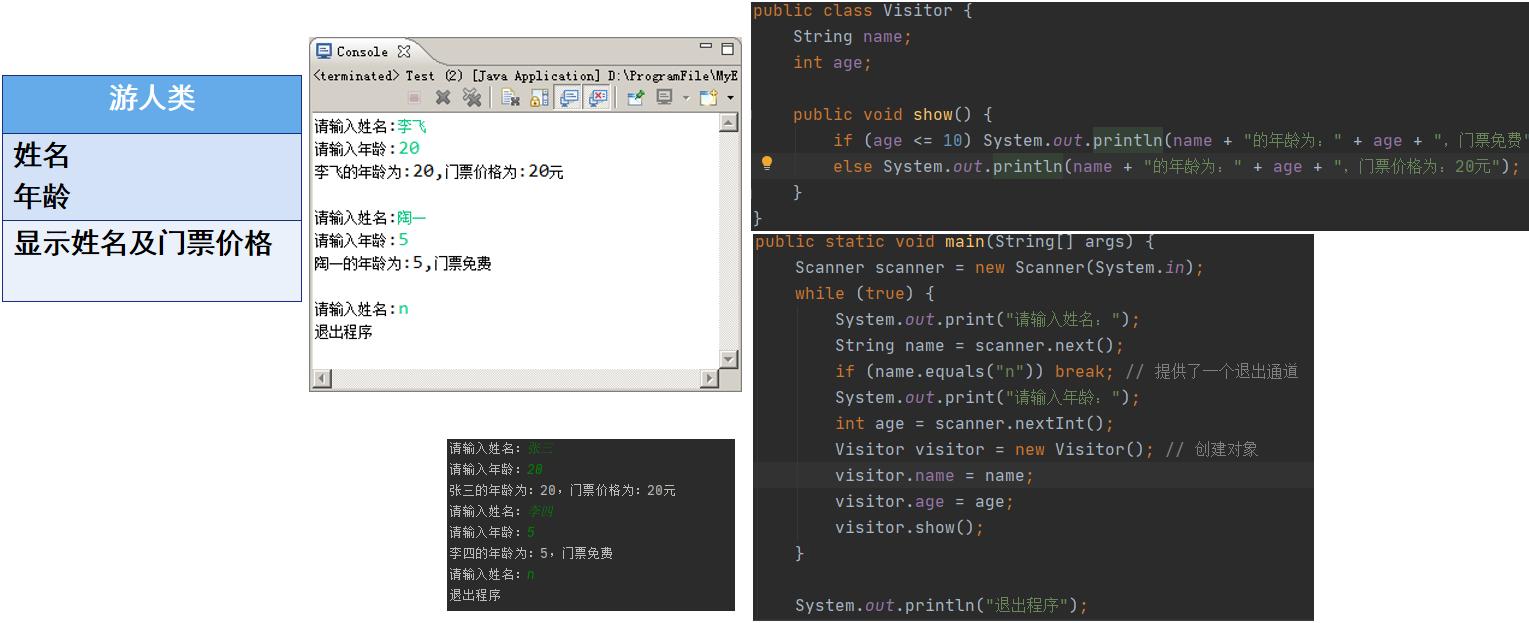 游人类
姓名
年龄
显示姓名及门票价格
Console
<terminated> Test (2) [Java Application] D:\ProgramFile\MyE
请输入姓名:李飞
请输入年龄:20
李飞的年龄为:20,门票价格为:20元
请输入姓名:陶一
请输入年龄:5
陶一的年龄为:5,门票免费
请输入姓名:n
退出程序
请输入姓名：张三
请输入年龄：20
张三的年龄为：20，门票价格为：20元
请输入姓名：李四
请输入年龄：5
李四的年龄为：5，门票免费
请输入姓名：n
退出程序
public class Visitor {
String name;
int age;
public void show() {
if (age <= 10) System.out.println(name + "的年龄为：" + age + "，门票免费"
else System.out.println(name + "的年龄为：" + age + "，门票价格为：20元");
}
}
public static void main(String[] args) {
Scanner scanner = new Scanner(System.in);
while (true) {
System.out.print("请输入姓名：");
String name = scanner.next();
if (name.equals("n")) break; // 提供了一个退出通道
System.out.print("请输入年龄：");
int age = scanner.nextInt();
Visitor visitor = new Visitor(); // 创建对象
visitor.name = name;
visitor.age = age;
visitor.show();
}
System.out.println("退出程序");